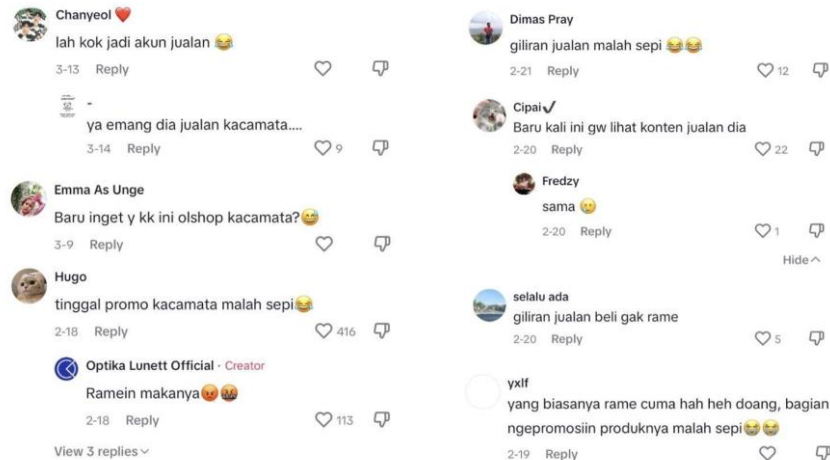 Chanyeol ❤️
lah kok jadi akun jualan 😂
3-13 Reply
-
ya emang dia jualan kacamata....
3-14 Reply 9
Emma As Unge
Baru inget y kk ini olshop kacamata?😅
3-9 Reply
Hugo
tinggal promo kacamata malah sepi😂
2-18 Reply 416
Optika Lunett Official · Creator
Ramein makanya😡🤬
2-18 Reply 113
View 3 replies
Dimas Pray
giliran jualan malah sepi 😂😂
2-21 Reply 12
Cipai✓
Baru kali ini gw lihat konten jualan dia
2-20 Reply 22
Fredzy
sama 🥲
2-20 Reply 1
Hide
selalu ada
giliran jualan beli gak rame
2-20 Reply 5
yxlf
yang biasanya rame cuma hah heh doang, bagian
ngepromosiin produknya malah sepi😭😭
2-19 Reply